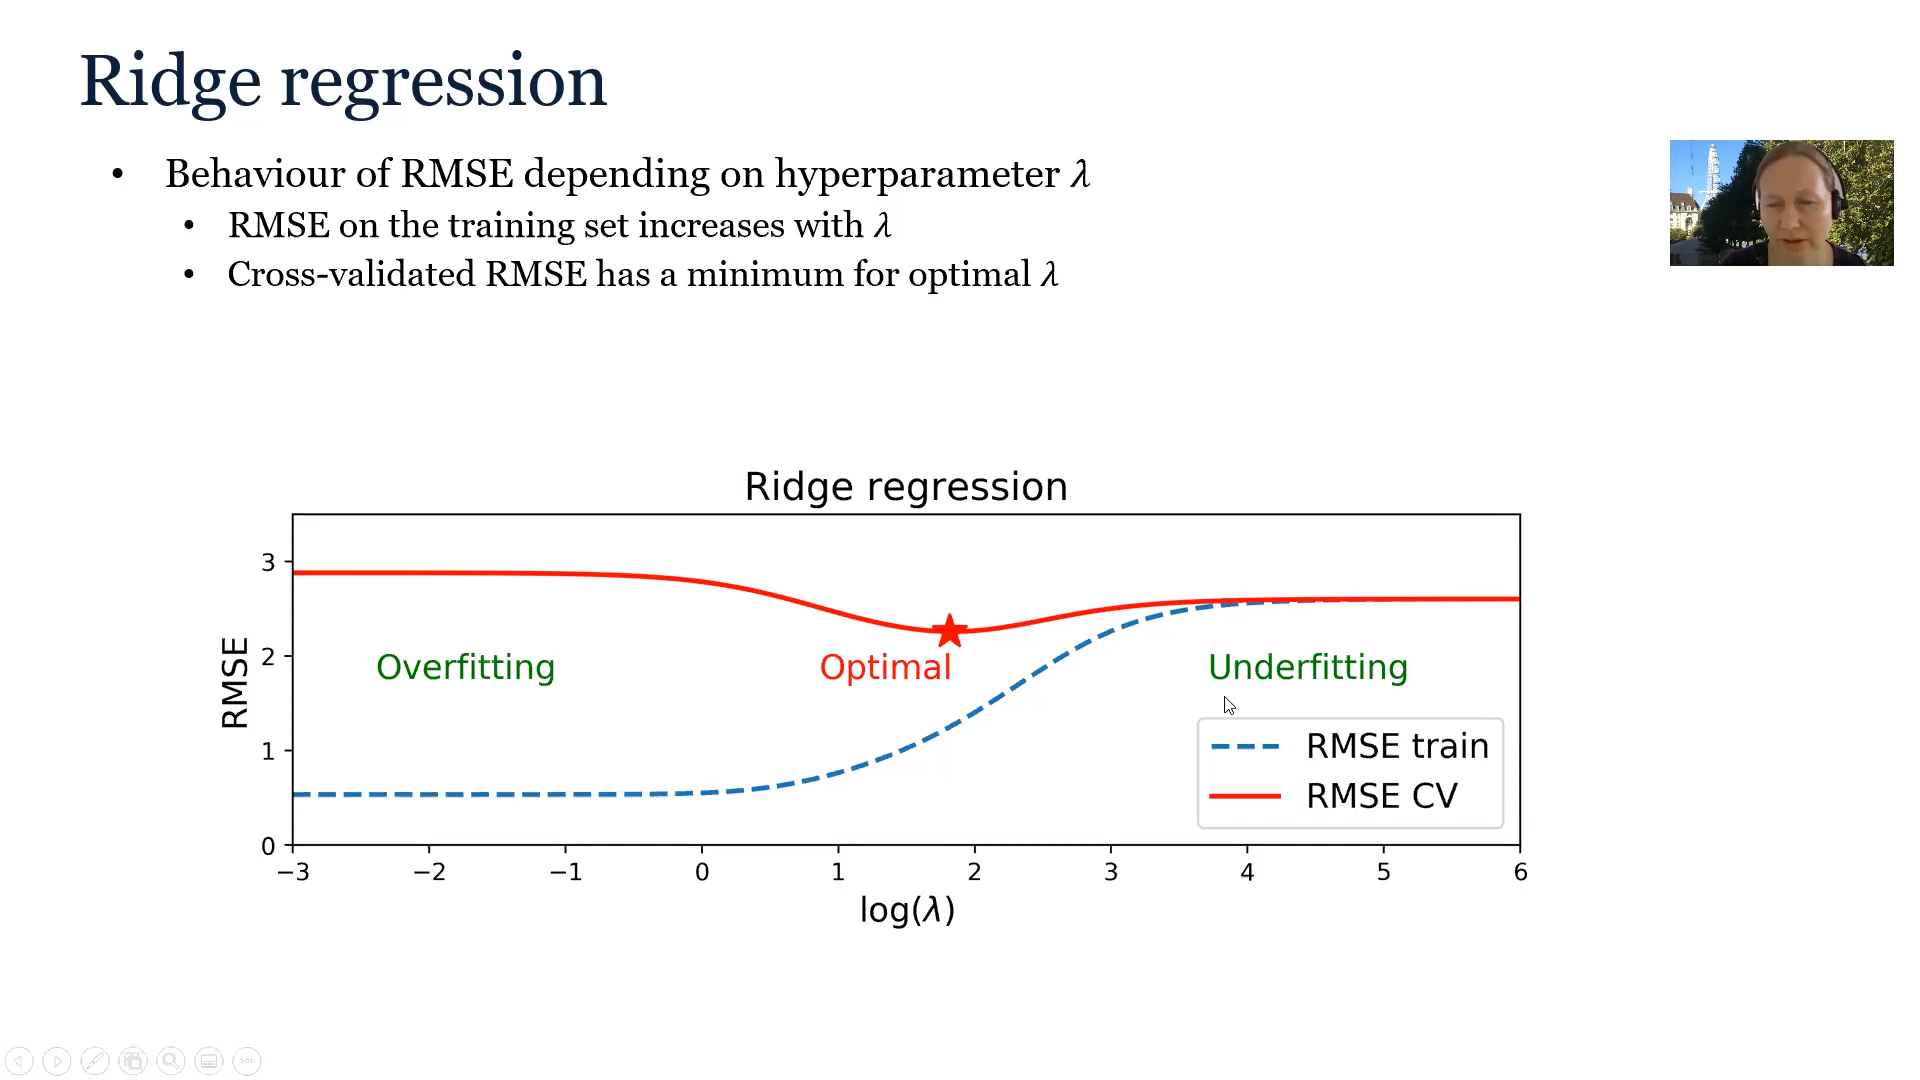 Ridge regression
• Behaviour of RMSE depending on hyperparameter λ
• RMSE on the training set increases with λ
• Cross-validated RMSE has a minimum for optimal λ
Ridge regression
RMSE
3
2
1
0
Overfitting
Optimal
Underfitting
RMSE train
RMSE CV
−3 −2 −1 0 1 2 3 4 5 6
log(λ)